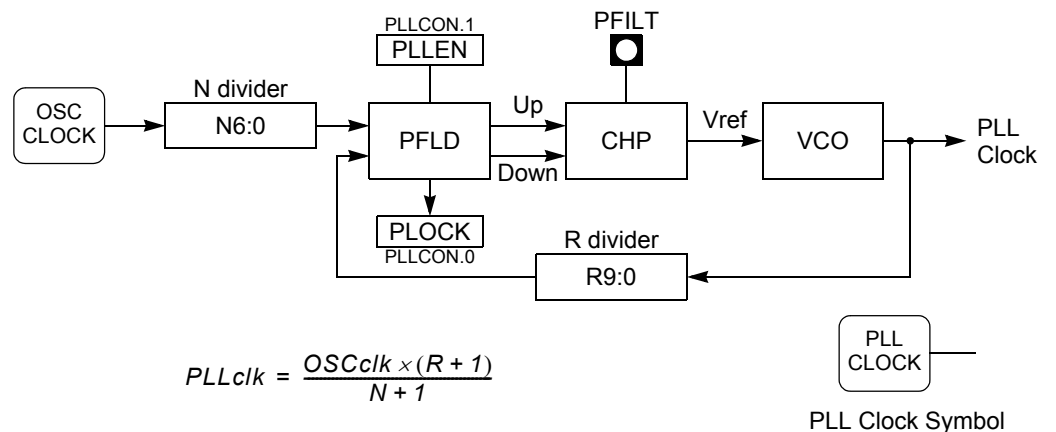 PLLCON.1
PLLEN
PFILT
N divider
OSC
CLOCK
N6:0
PFLD
Up
Down
CHP
Vref
VCO
PLL
Clock
PLOCK
PLLCON.0
R divider
R9:0
PLLclk = OSCclk × (R + 1)
N + 1
PLL
CLOCK
PLL Clock Symbol